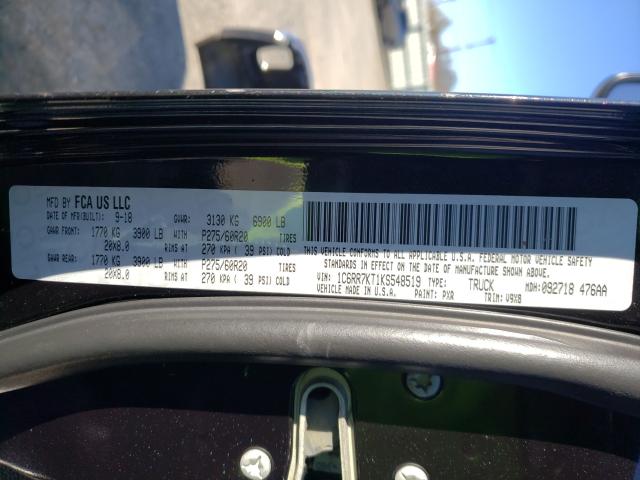 MFD BY FCA US LLC
DATE OF MFR(BUILT): 9-18 GVWR: 3130 KG 6900 LB
GAWR FRONT: 1770 KG 3900 LB WITH P275/60R20 TIRES
20X8.0 RIMS AT 270 KPA ( 39 PSI) COLD
GAWR REAR: 1770 KG 3900 LB WITH P275/60R20 TIRES
20X8.0 RIMS AT 270 KPA ( 39 PSI) COLD
THIS VEHICLE CONFORMS TO ALL APPLICABLE U.S.A. FEDERAL MOTOR VEHICLE SAFETY
STANDARDS IN EFFECT ON THE DATE OF MANUFACTURE SHOWN ABOVE.
VIN: 1C6RR7KT1KS548519 TYPE: TRUCK MDH: 092718 476AA
VEHICLE MADE IN U.S.A. PAINT: PXR TRIM: V9X8